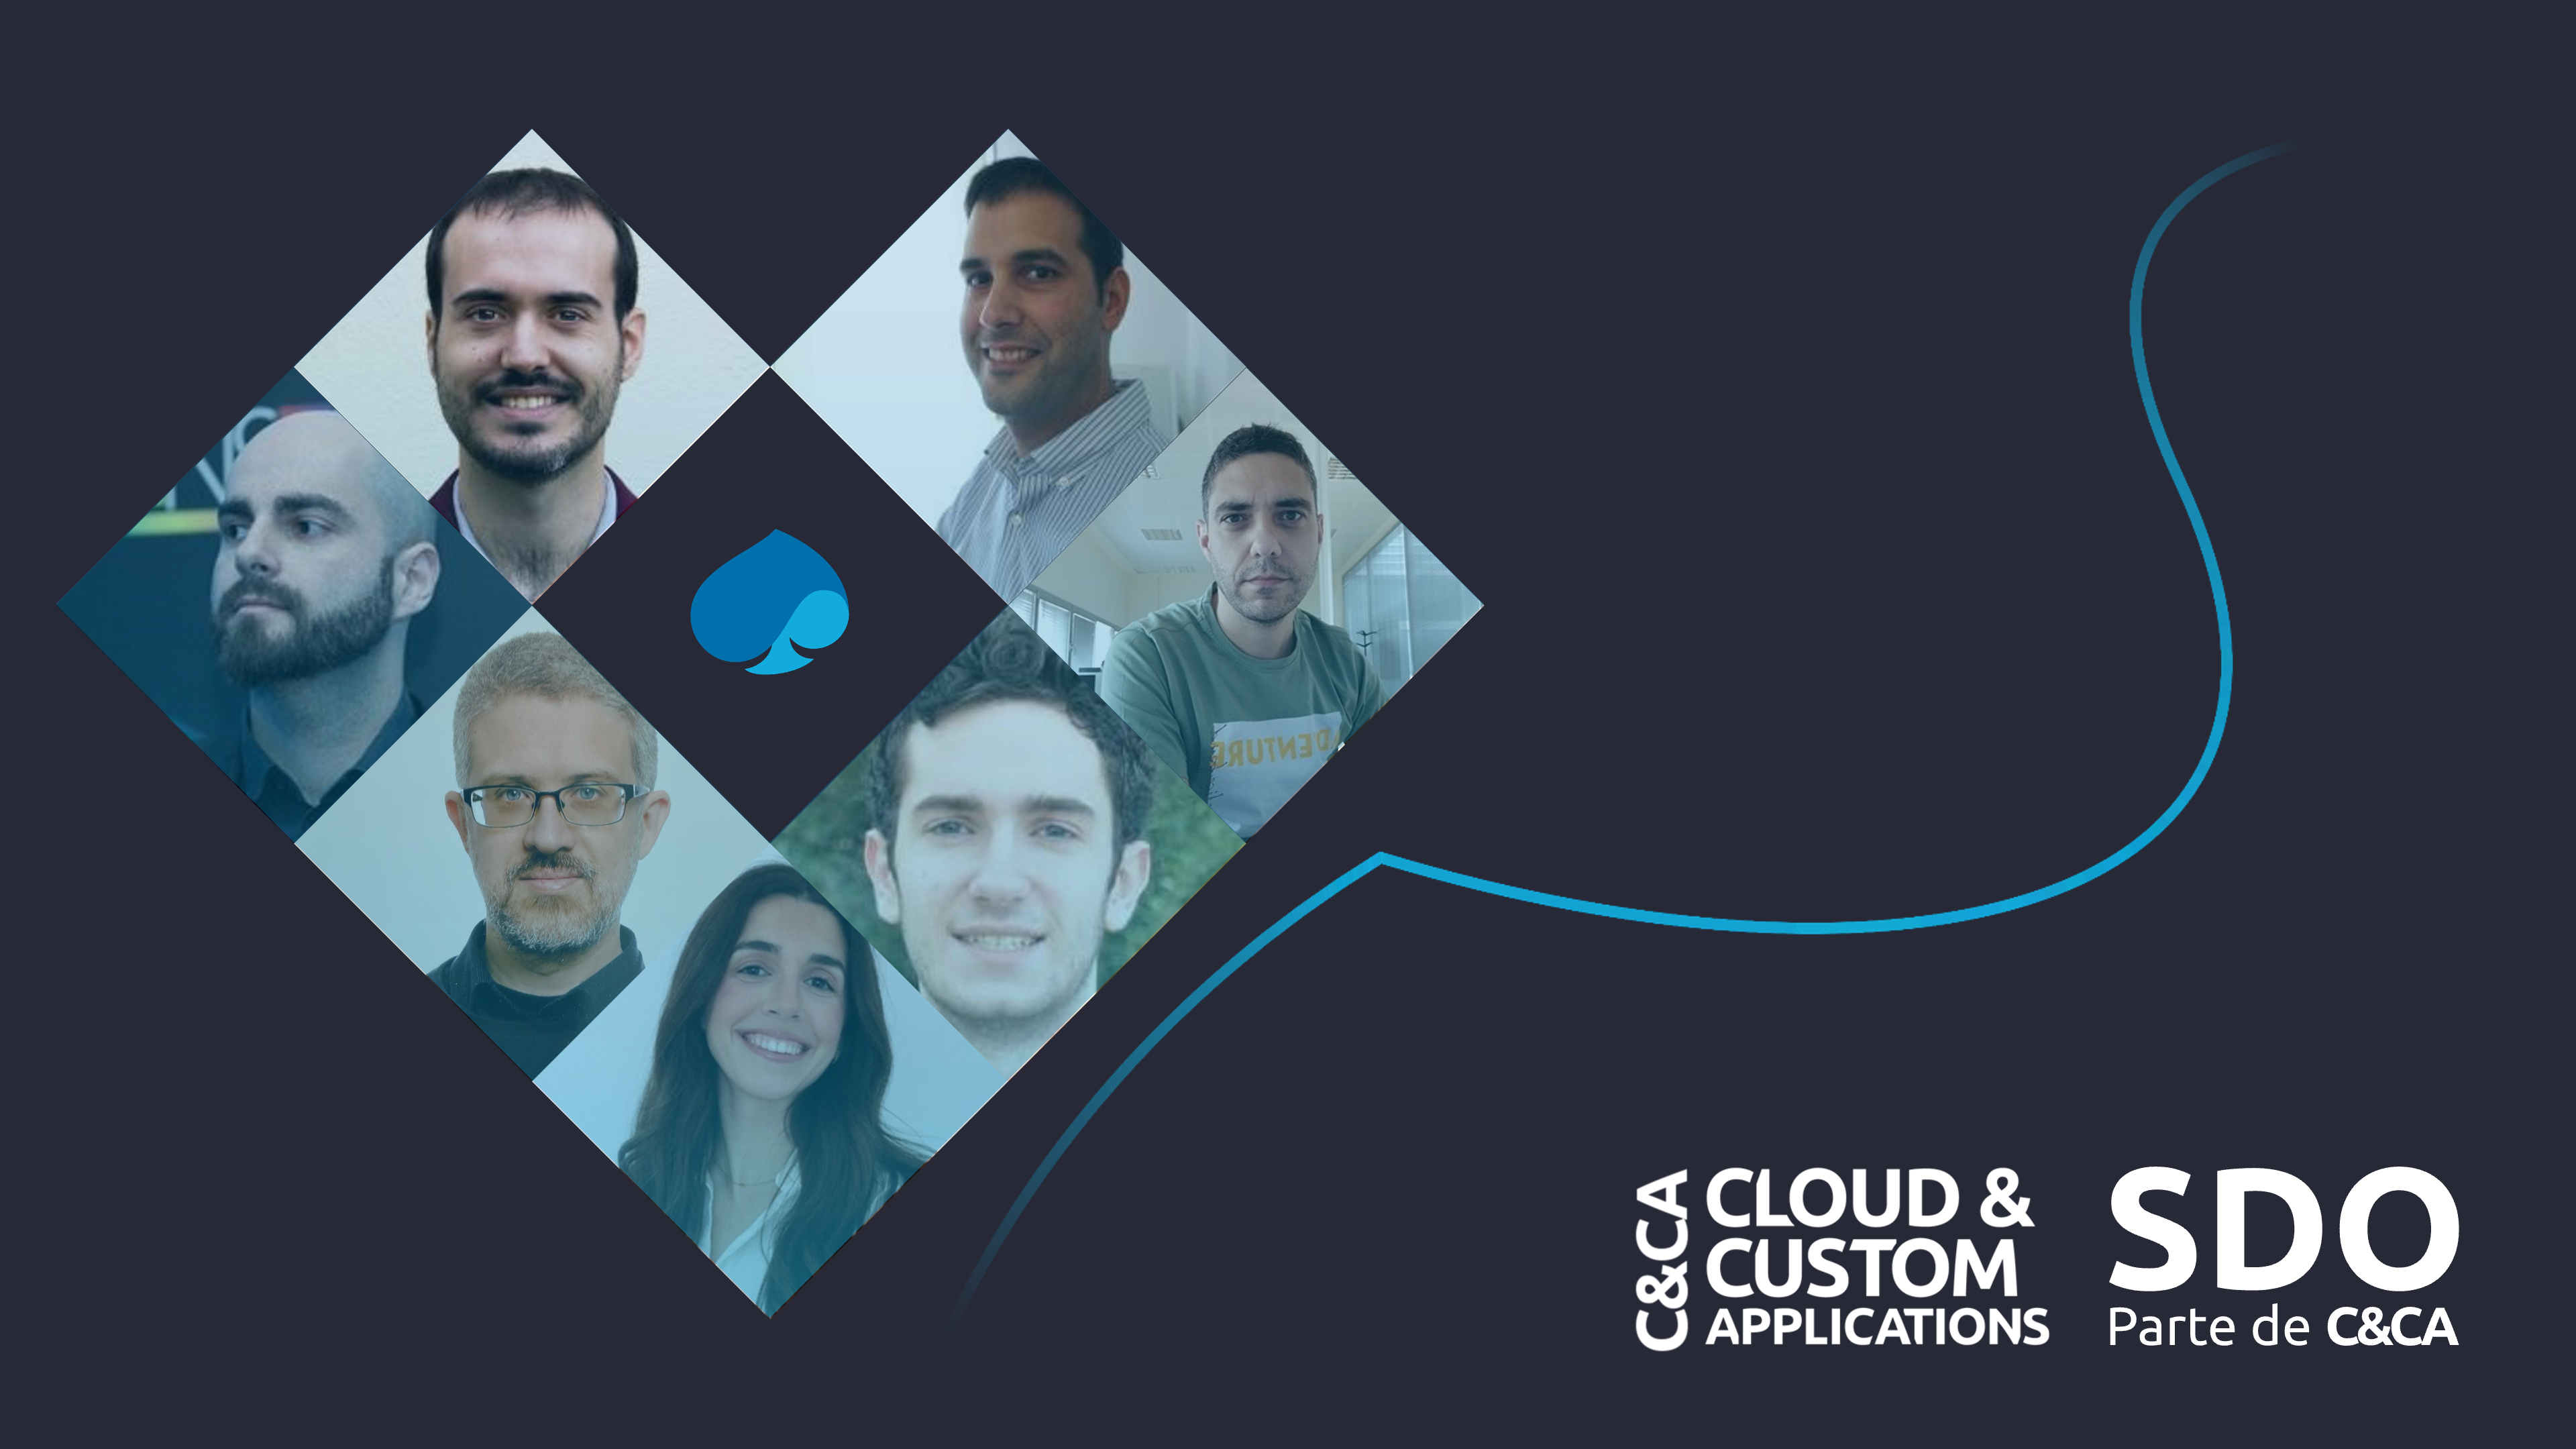 C&CA
CLOUD &
CUSTOM
APPLICATIONS
SDO
Parte de C&CA